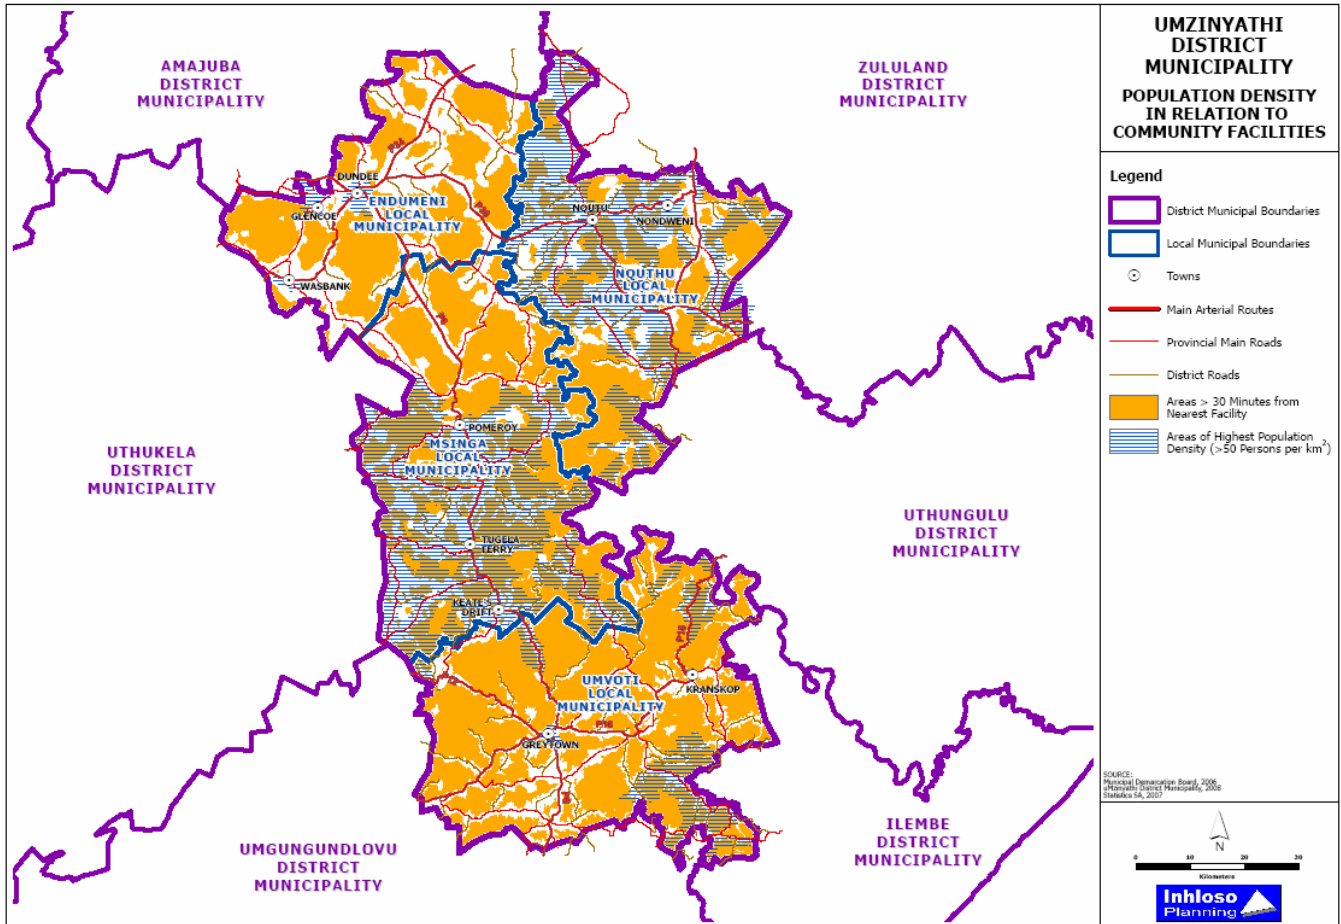 UMZINYATHI
DISTRICT
MUNICIPALITY
POPULATION DENSITY
IN RELATION TO
COMMUNITY FACILITIES
Legend
District Municipal Boundaries
Local Municipal Boundaries
Towns
Main Arterial Routes
Provincial Main Roads
District Roads
Areas > 30 Minutes from
Nearest Facility
Areas of Highest Population
Density (>50 Persons per km²)
SOURCE:
Municipal Demarcation Board, 2006
uMzinyathi District Municipality, 2008
Statistics SA, 2007
N
0 10 20 30
Kilometers
Inhloso
Planning
AMAJUBA
DISTRICT
MUNICIPALITY
ZULULAND
DISTRICT
MUNICIPALITY
DUNDEE
GLENCOE
ENDUMENI
LOCAL
MUNICIPALITY
WASBANK
NQUTU
NONDWENI
NQUTHU
LOCAL
MUNICIPALITY
POMEROY
MSINGA
LOCAL
MUNICIPALITY
UTHUKELA
DISTRICT
MUNICIPALITY
UTHUNGULU
DISTRICT
MUNICIPALITY
TUGELA
FERRY
KEATE'S
DRIFT
UMVOTI
LOCAL
MUNICIPALITY
KRANSKOP
P16
GREYTOWN
UMGUNGUNDLOVU
DISTRICT
MUNICIPALITY
ILEMBE
DISTRICT
MUNICIPALITY